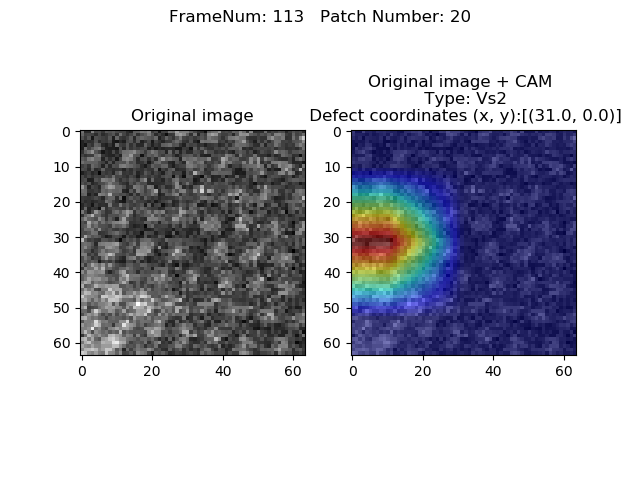 FrameNum: 113   Patch Number: 20
Original image
Original image + CAM
Type: Vs2
Defect coordinates (x, y):[(31.0, 0.0)]
0
10
20
30
40
50
60
0 20 40 60
0
10
20
30
40
50
60
0 20 40 60